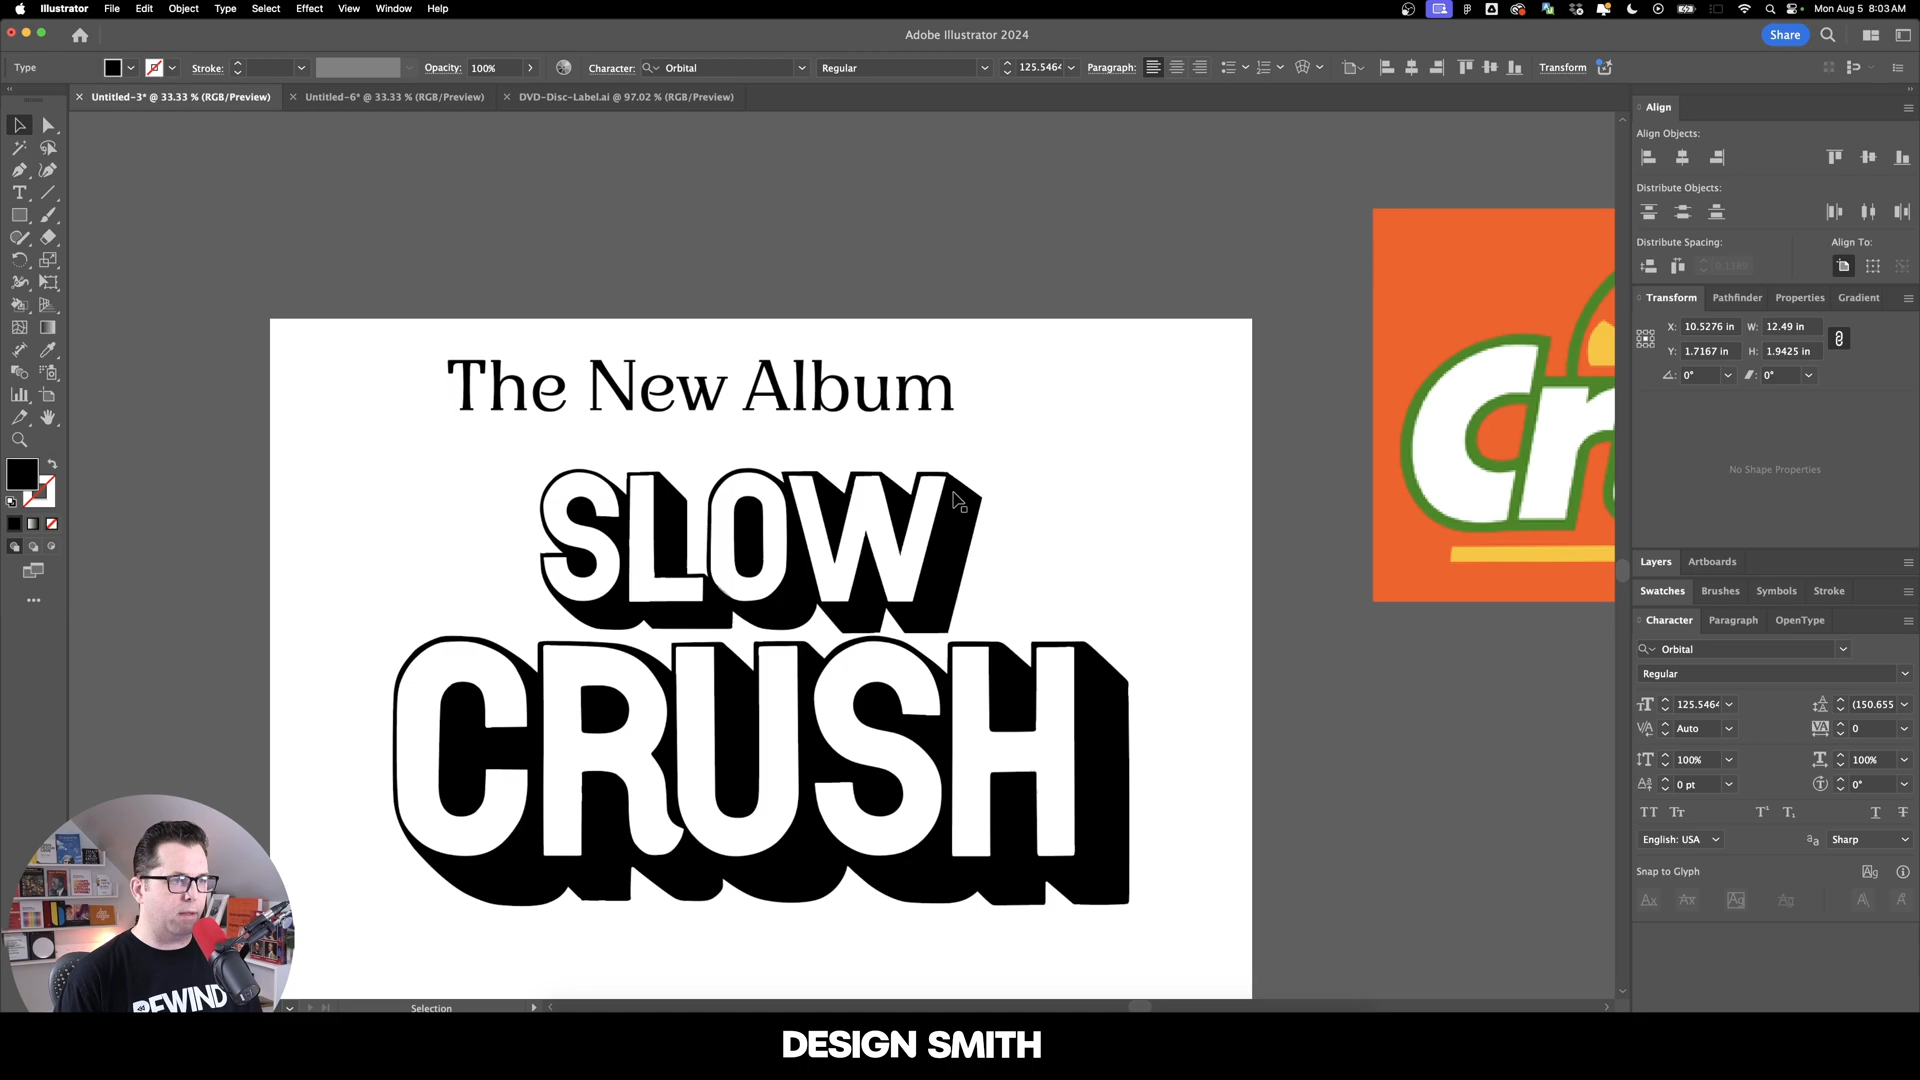 Illustrator File Edit Object Type Select Effect View Window Help
Mon Aug 5 8:03 AM
Adobe Illustrator 2024
Share
Type
Stroke:
Opacity: 100%
Character: Orbital
Regular
125.5464
Paragraph:
Transform
Untitled-3* @ 33.33 % (RGB/Preview)
Untitled-6* @ 33.33 % (RGB/Preview)
DVD-Disc-Label.ai @ 97.02 % (RGB/Preview)
Align
Align Objects:
Distribute Objects:
Distribute Spacing: Align To:
0.1389
Transform Pathfinder Properties Gradient
X: 10.5276 in W: 12.49 in
Y: 1.7167 in H: 1.9425 in
0° 0°
No Shape Properties
Layers Artboards
Swatches Brushes Symbols Stroke
Character Paragraph OpenType
Orbital
Regular
125.5464 (150.655
Auto 0
100% 100%
0 pt 0°
English: USA Sharp
Snap to Glyph
The New Album
SLOW
CRUSH
REWIND
Selection
DESIGN SMITH